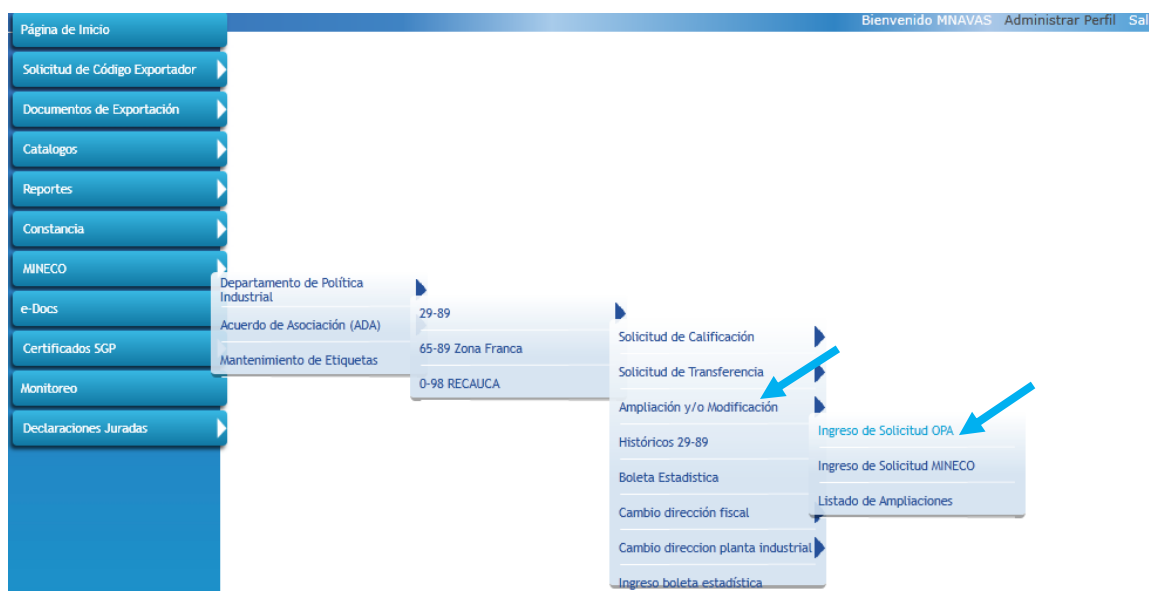 Bienvenido MNAVAS Administrar Perfil Sal
Página de Inicio
Solicitud de Código Exportador
Documentos de Exportación
Catalogos
Reportes
Constancia
MINECO
e-Docs
Certificados SGP
Monitoreo
Declaraciones Juradas
Departamento de Política
Industrial
Acuerdo de Asociación (ADA)
Mantenimiento de Etiquetas
29-89
65-89 Zona Franca
0-98 RECAUCA
Solicitud de Calificación
Solicitud de Transferencia
Ampliación y/o Modificación
Históricos 29-89
Boleta Estadistica
Cambio dirección fiscal
Cambio direccion planta industrial
Ingreso boleta estadística
Ingreso de Solicitud OPA
Ingreso de Solicitud MINECO
Listado de Ampliaciones